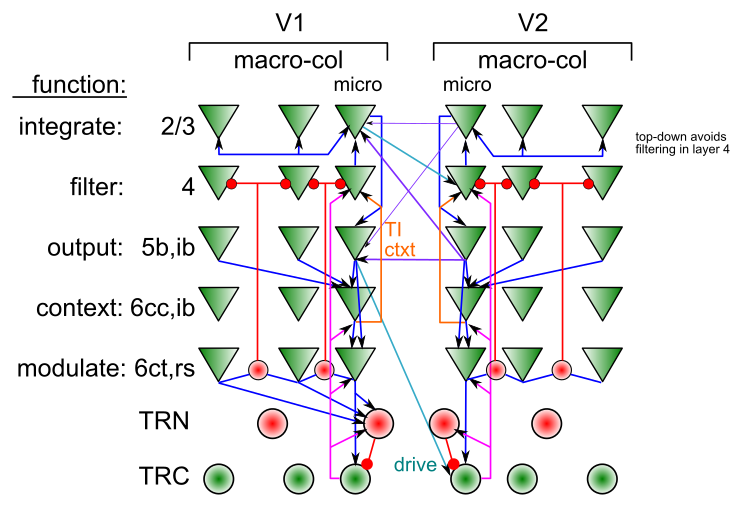 V1 V2
macro-col macro-col
function: micro micro
integrate: 2/3
top-down avoids
filtering in layer 4
filter: 4
TI
output: 5b,ib ctxt
context: 6cc,ib
modulate: 6ct,rs
TRN
drive
TRC